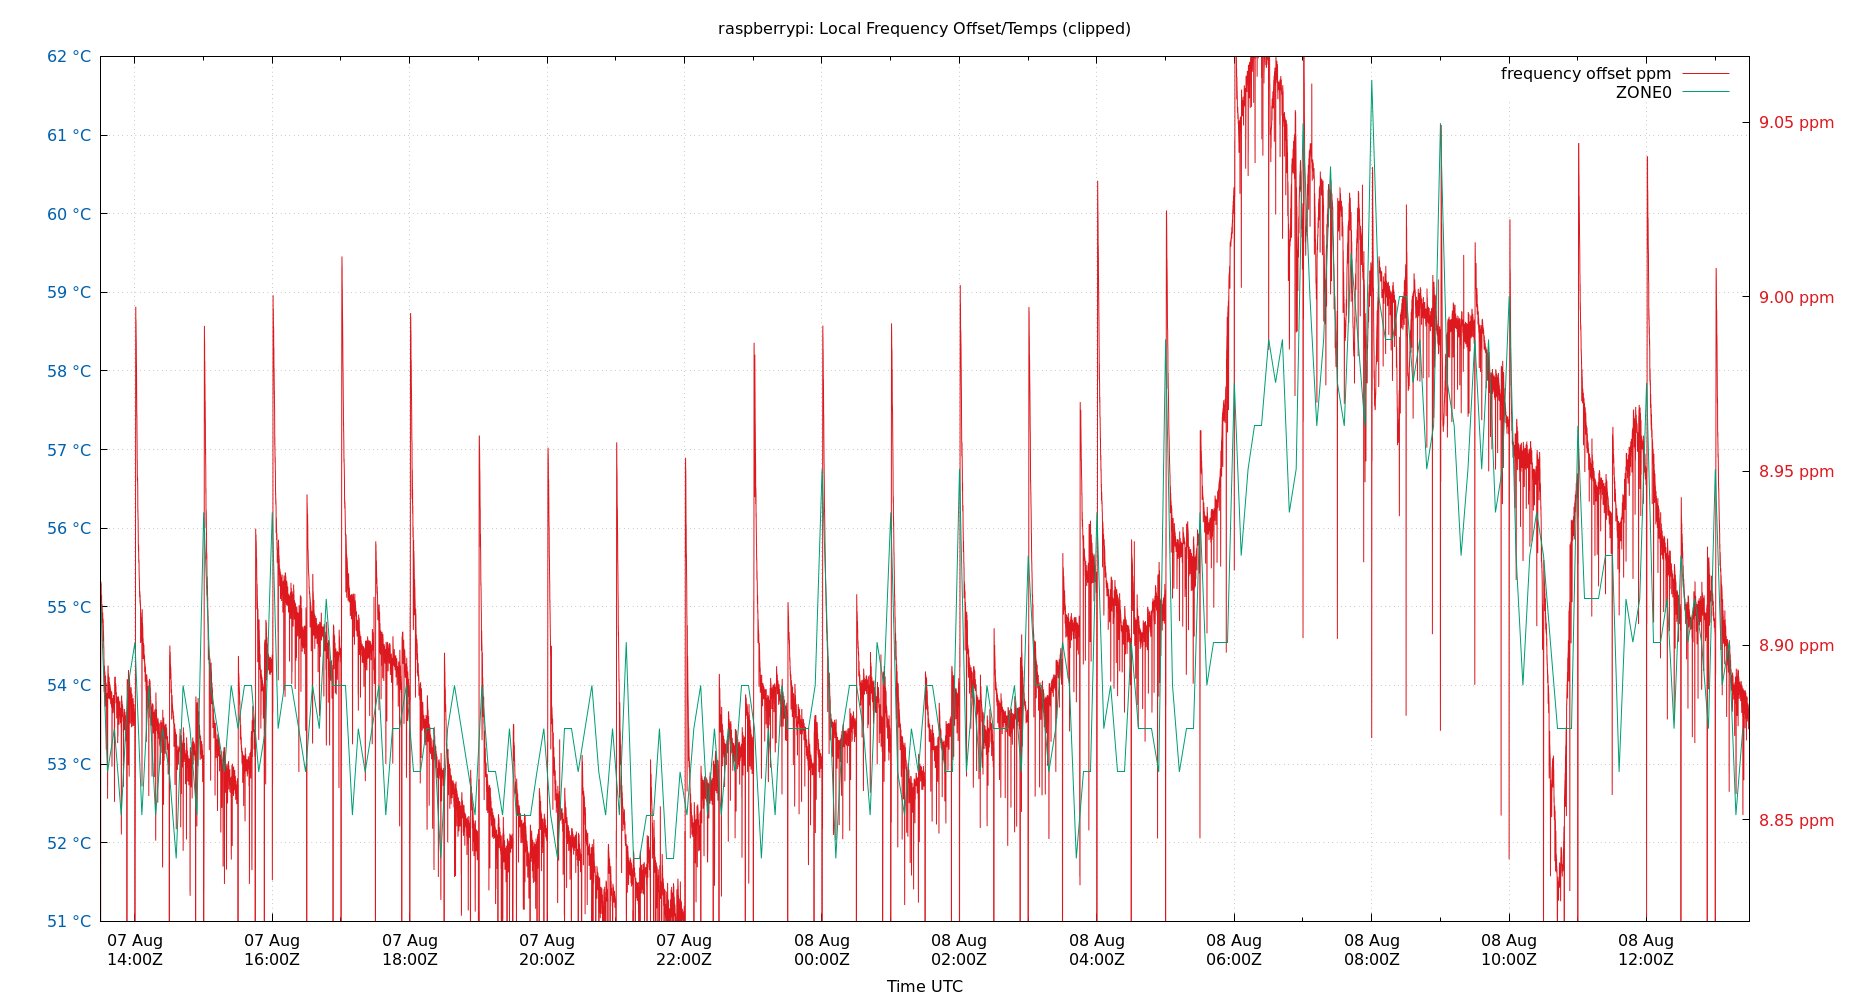 raspberrypi: Local Frequency Offset/Temps (clipped)
frequency offset ppm
ZONE0
62 °C
61 °C
60 °C
59 °C
58 °C
57 °C
56 °C
55 °C
54 °C
53 °C
52 °C
51 °C
9.05 ppm
9.00 ppm
8.95 ppm
8.90 ppm
8.85 ppm
07 Aug 07 Aug 07 Aug 07 Aug 07 Aug 08 Aug 08 Aug 08 Aug 08 Aug 08 Aug 08 Aug 08 Aug
14:00Z 16:00Z 18:00Z 20:00Z 22:00Z 00:00Z 02:00Z 04:00Z 06:00Z 08:00Z 10:00Z 12:00Z
Time UTC